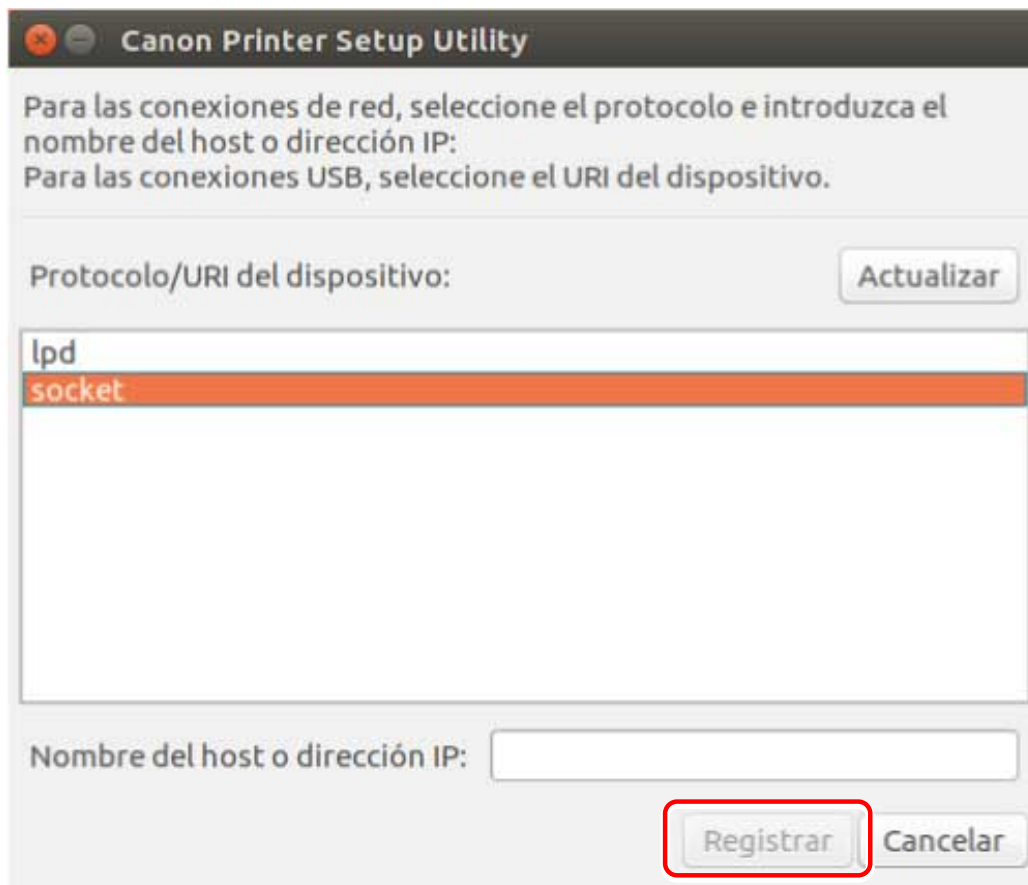 Canon Printer Setup Utility
Para las conexiones de red, seleccione el protocolo e introduzca el
nombre del host o dirección IP:
Para las conexiones USB, seleccione el URI del dispositivo.
Protocolo/URI del dispositivo:
Actualizar
lpd
socket
Nombre del host o dirección IP:
Registrar
Cancelar